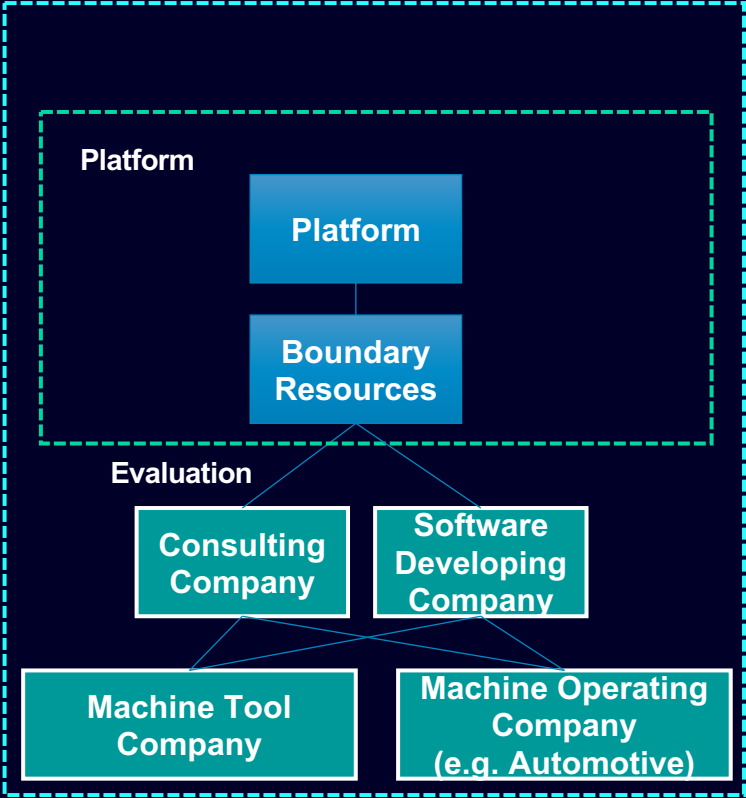 Platform
Platform
Boundary
Resources
Evaluation
Consulting
Company
Software
Developing
Company
Machine Tool
Company
Machine Operating
Company
(e.g. Automotive)